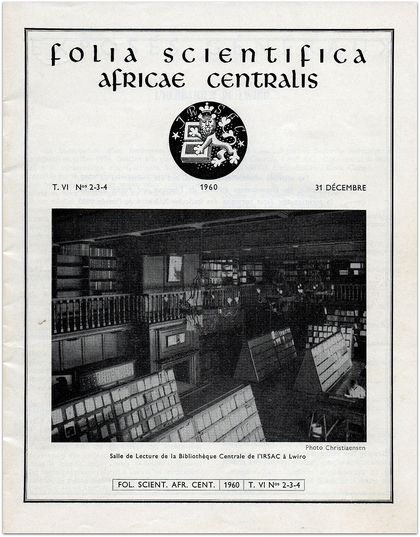 FOLIA SCIENTIFICA
AFRICAE CENTRALIS
IRSAC
T. VI Nos 2-3-4 1960 31 DÉCEMBRE
Photo Christiaensen
Salle de Lecture de la Bibliothèque Centrale de l'IRSAC à Lwiro
FOL. SCIENT. AFR. CENT. 1960 T. VI Nos 2-3-4